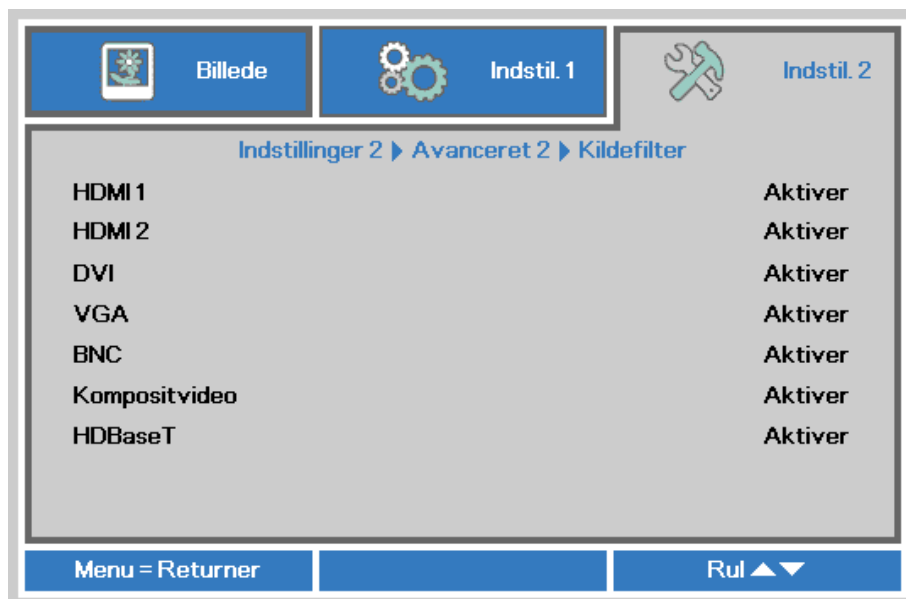 Billede Indstil. 1 Indstil. 2
Indstillinger 2 ▶ Avanceret 2 ▶ Kildefilter
HDMI 1 Aktiver
HDMI 2 Aktiver
DVI Aktiver
VGA Aktiver
BNC Aktiver
Kompositvideo Aktiver
HDBaseT Aktiver
Menu = Returner Rul ▲▼